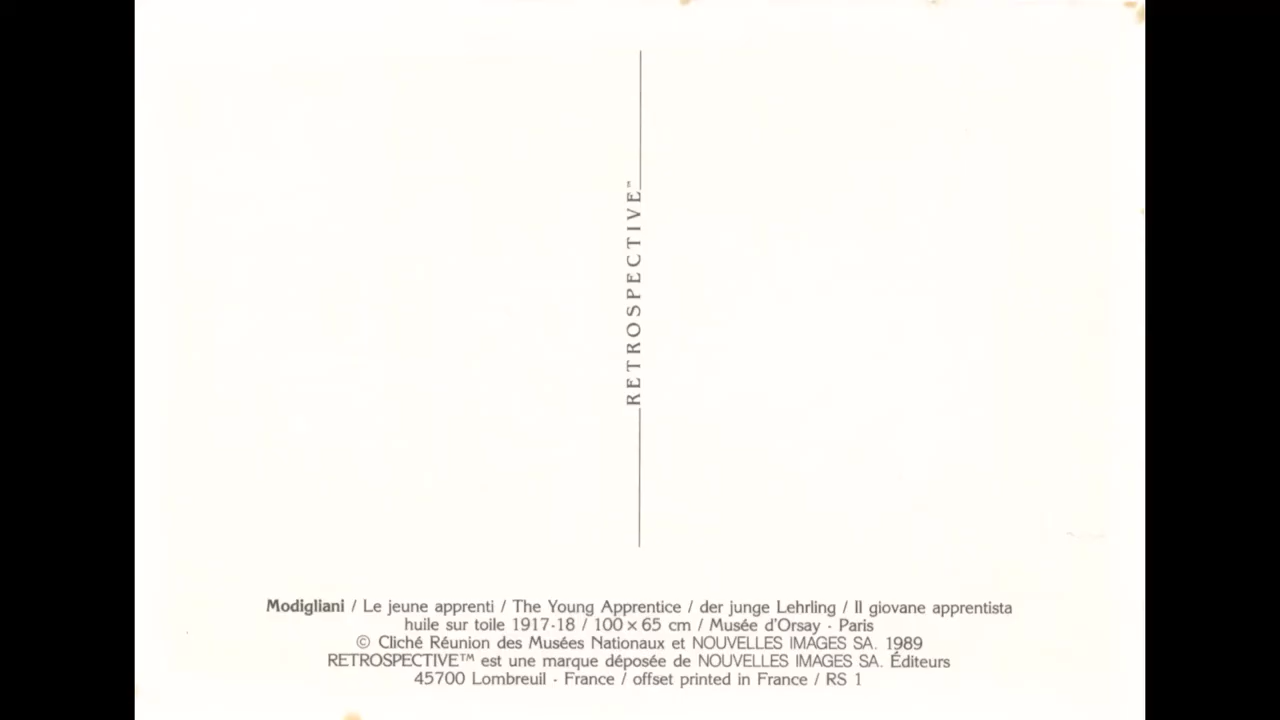 RETROSPECTIVE™
Modigliani / Le jeune apprenti / The Young Apprentice / der junge Lehrling / Il giovane apprentista
huile sur toile 1917-18 / 100 × 65 cm / Musée d'Orsay - Paris
© Cliché Réunion des Musées Nationaux et NOUVELLES IMAGES SA. 1989
RETROSPECTIVE™ est une marque déposée de NOUVELLES IMAGES SA. Éditeurs
45700 Lombreuil - France / offset printed in France / RS 1